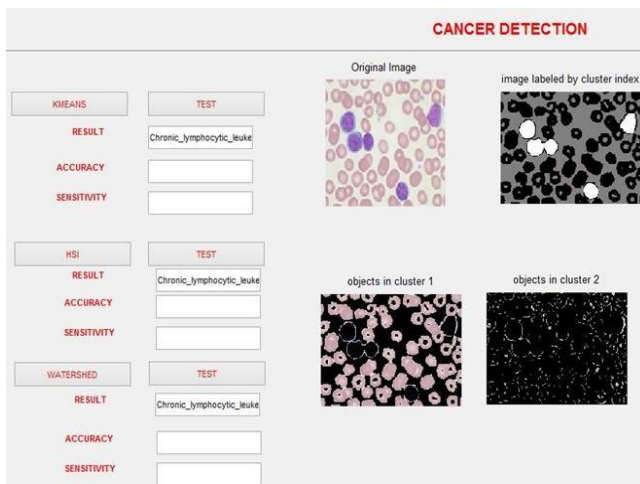 CANCER DETECTION
Original Image
image labeled by cluster index
KMEANS
TEST
RESULT
Chronic_lymphocytic_leuke
ACCURACY
SENSITIVITY
HSI
TEST
RESULT
Chronic_lymphocytic_leuke
ACCURACY
SENSITIVITY
objects in cluster 1
objects in cluster 2
WATERSHED
TEST
RESULT
Chronic_lymphocytic_leuke
ACCURACY
SENSITIVITY